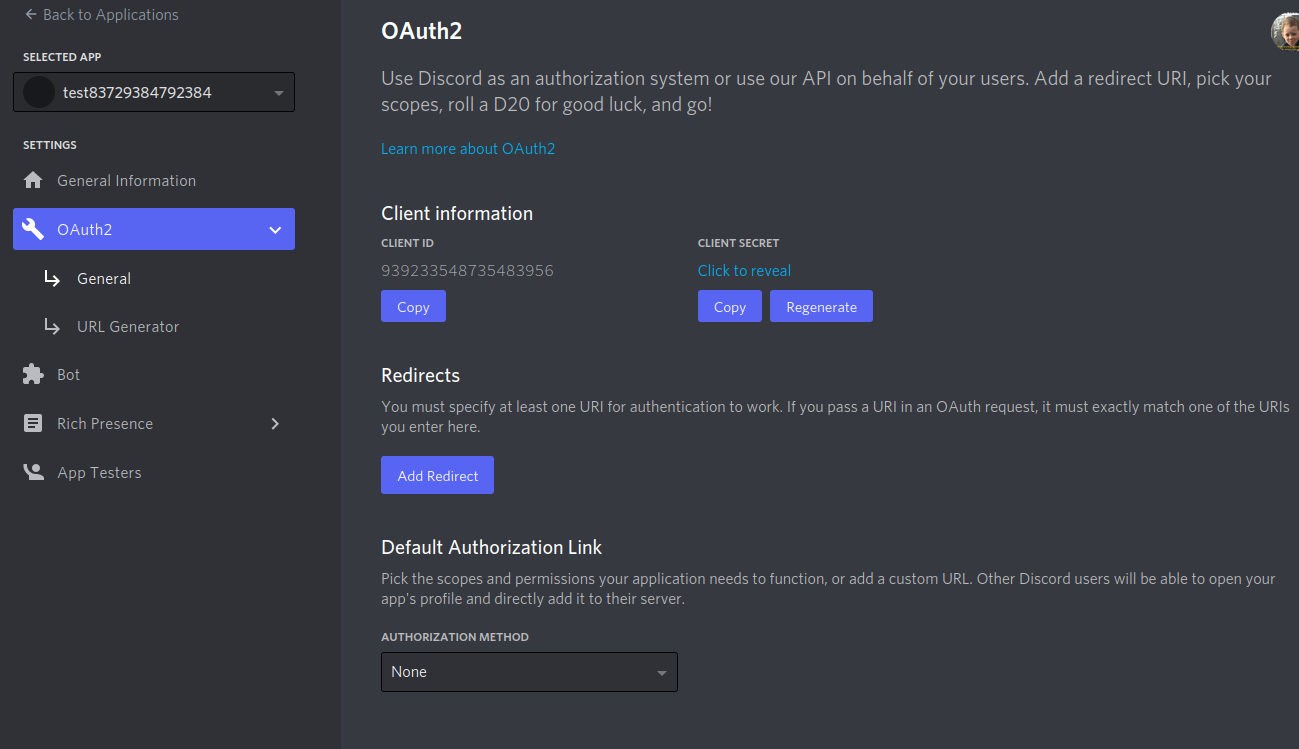 Back to Applications
SELECTED APP
test83729384792384
SETTINGS
General Information
OAuth2
General
URL Generator
Bot
Rich Presence
App Testers
OAuth2
Use Discord as an authorization system or use our API on behalf of your users. Add a redirect URI, pick your
scopes, roll a D20 for good luck, and go!
Learn more about OAuth2
Client information
CLIENT ID
939233548735483956
Copy
CLIENT SECRET
Click to reveal
Copy Regenerate
Redirects
You must specify at least one URI for authentication to work. If you pass a URI in an OAuth request, it must exactly match one of the URIs
you enter here.
Add Redirect
Default Authorization Link
Pick the scopes and permissions your application needs to function, or add a custom URL. Other Discord users will be able to open your
app's profile and directly add it to their server.
AUTHORIZATION METHOD
None